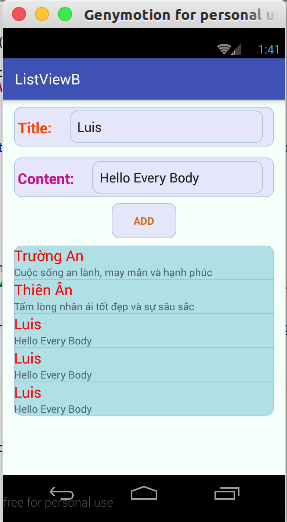 Genymotion for personal us
1:41
ListViewB
Title: Luis
Content: Hello Every Body
ADD
Trường An
Cuộc sống an lành, may mắn và hạnh phúc
Thiên Ân
Tấm lòng nhân ái tốt đẹp và sự sâu sắc
Luis
Hello Every Body
Luis
Hello Every Body
Luis
Hello Every Body
free for personal use